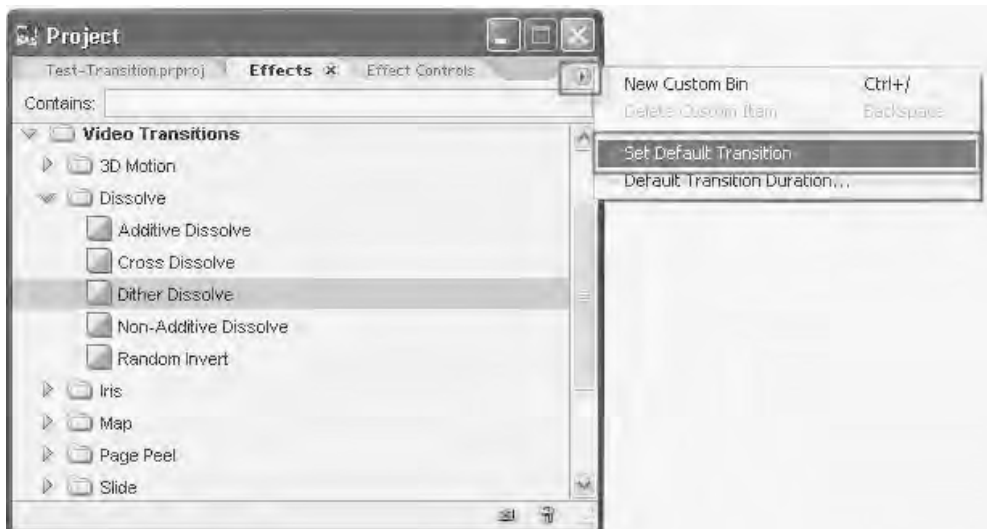 Project
Test-Transition.prproj Effects x Effect Controls
Contains:
Video Transitions
3D Motion
Dissolve
Additive Dissolve
Cross Dissolve
Dither Dissolve
Non-Additive Dissolve
Random Invert
Iris
Map
Page Peel
Slide
New Custom Bin Ctrl+/
Delete Custom Item Backspace
Set Default Transition
Default Transition Duration...